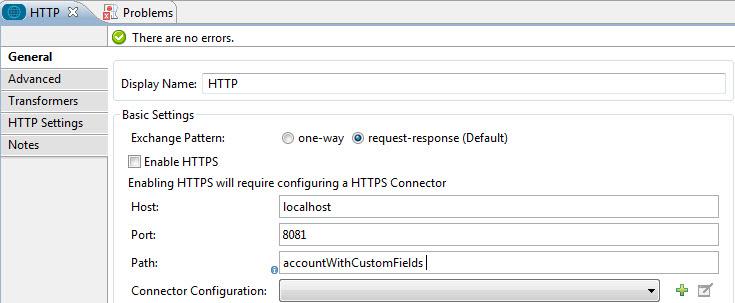 HTTP Problems
There are no errors.
General
Advanced
Transformers
HTTP Settings
Notes
Display Name: HTTP
Basic Settings
Exchange Pattern: one-way request-response (Default)
Enable HTTPS
Enabling HTTPS will require configuring a HTTPS Connector
Host: localhost
Port: 8081
Path: accountWithCustomFields
Connector Configuration: